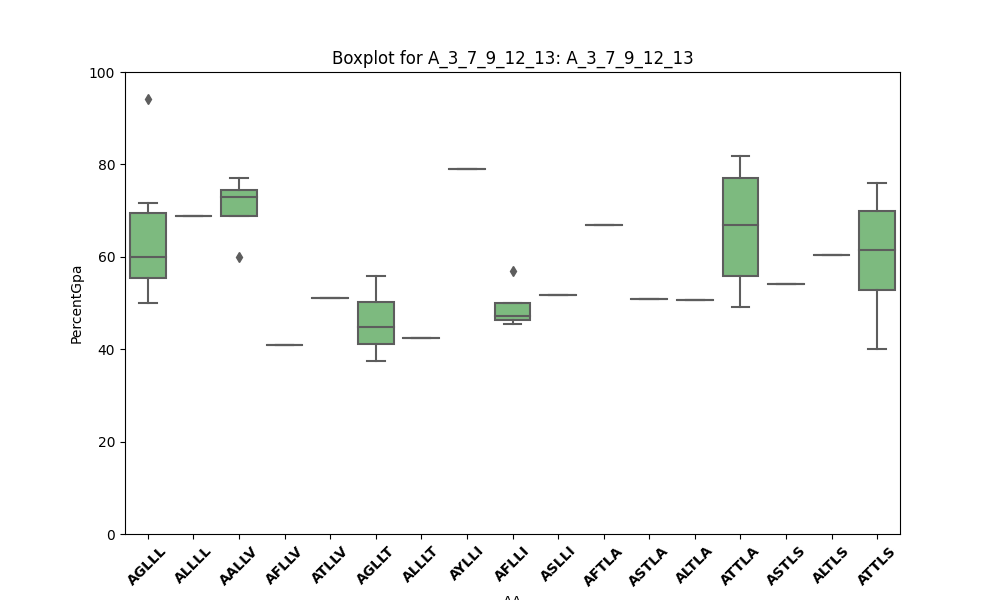 Boxplot for A_3_7_9_12_13: A_3_7_9_12_13
100
80
60
40
20
0
PercentGpa
AGLLL
ALLLL
AALLV
AFLLV
ATLLV
AGLLT
ALLLT
AYLLI
AFLLI
ASLLI
AFTLA
ASTLA
ALTLA
ATTLA
ASTLS
ALTLS
ATTLS
AA